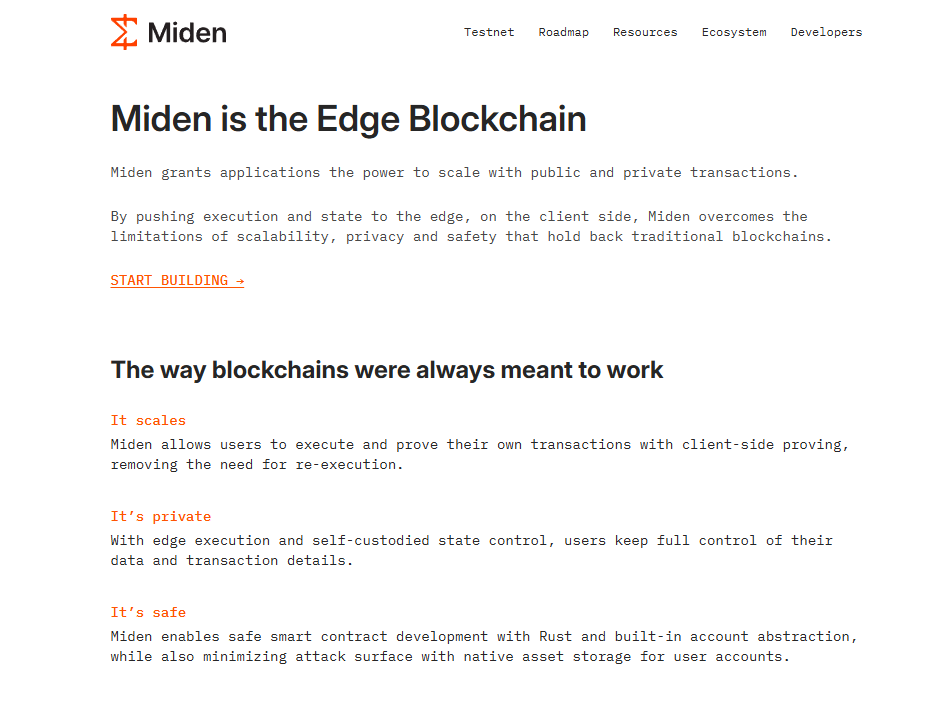 Miden
Testnet Roadmap Resources Ecosystem Developers
Miden is the Edge Blockchain
Miden grants applications the power to scale with public and private transactions.
By pushing execution and state to the edge, on the client side, Miden overcomes the
limitations of scalability, privacy and safety that hold back traditional blockchains.
START BUILDING →
The way blockchains were always meant to work
It scales
Miden allows users to execute and prove their own transactions with client-side proving,
removing the need for re-execution.
It’s private
With edge execution and self-custodied state control, users keep full control of their
data and transaction details.
It’s safe
Miden enables safe smart contract development with Rust and built-in account abstraction,
while also minimizing attack surface with native asset storage for user accounts.